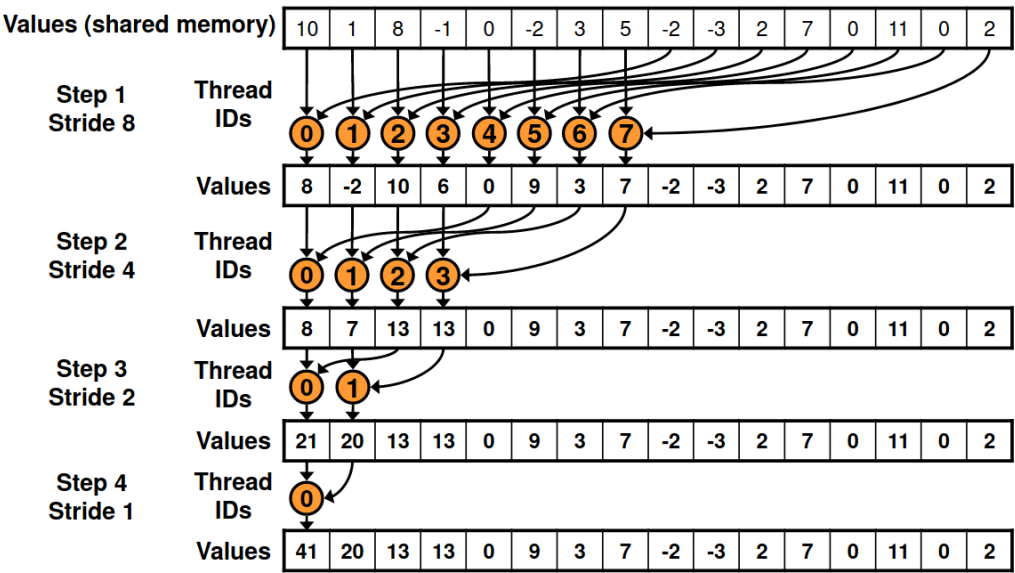 Values (shared memory) 10 1 8 -1 0 -2 3 5 -2 -3 2 7 0 11 0 2
Step 1 Thread
Stride 8 IDs 0 1 2 3 4 5 6 7
Values 8 -2 10 6 0 9 3 7 -2 -3 2 7 0 11 0 2
Step 2 Thread
Stride 4 IDs 0 1 2 3
Values 8 7 13 13 0 9 3 7 -2 -3 2 7 0 11 0 2
Step 3 Thread
Stride 2 IDs 0 1
Values 21 20 13 13 0 9 3 7 -2 -3 2 7 0 11 0 2
Step 4 Thread
Stride 1 IDs 0
Values 41 20 13 13 0 9 3 7 -2 -3 2 7 0 11 0 2